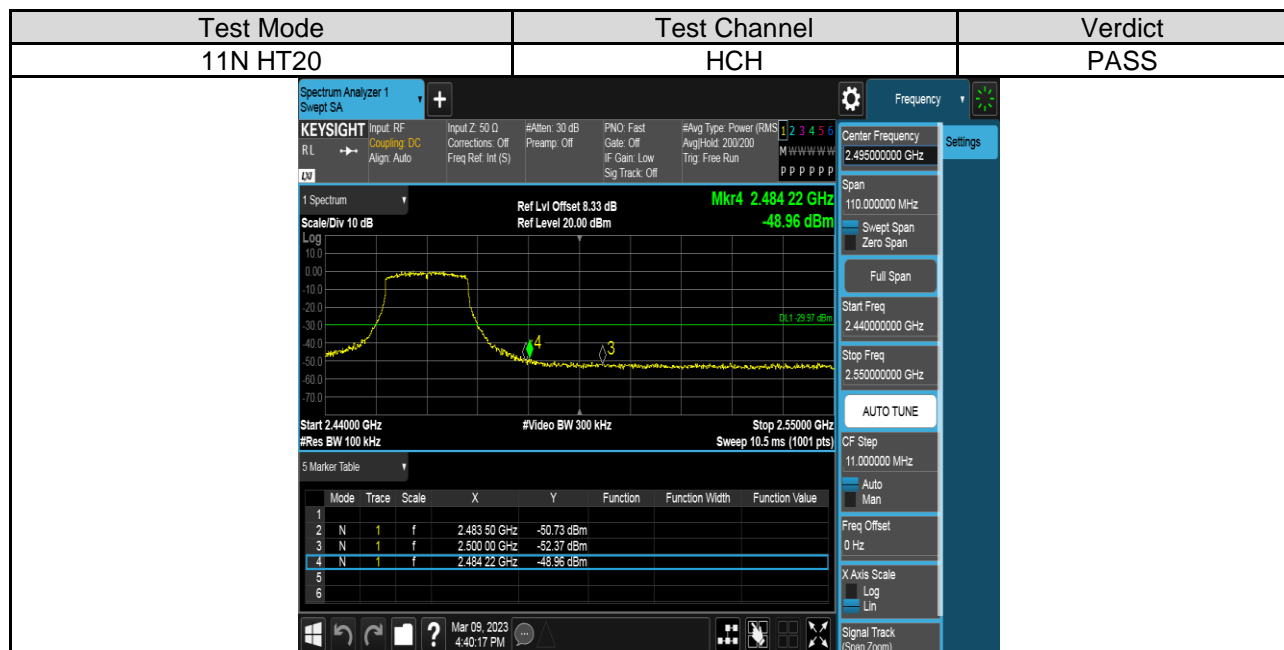 Test Mode Test Channel Verdict
11N HT20 HCH PASS
Spectrum Analyzer 1
Swept SA
+
Frequency
KEYSIGHT
RL
LXI
Input: RF
Coupling: DC
Align: Auto
Input Z: 50 Ω
Corrections: Off
Freq Ref: Int (S)
#Atten: 30 dB
Preamp: Off
PNO: Fast
Gate: Off
IF Gain: Low
Sig Track: Off
#Avg Type: Power (RMS
Avg|Hold: 200/200
Trig: Free Run
1 2 3 4 5 6
M W W W W W
P P P P P P
Settings
Center Frequency
2.495000000 GHz
Span
110.000000 MHz
Swept Span
Zero Span
Full Span
Start Freq
2.440000000 GHz
Stop Freq
2.550000000 GHz
AUTO TUNE
CF Step
11.000000 MHz
Auto
Man
Freq Offset
0 Hz
X Axis Scale
Log
Lin
Signal Track
(Span Zoom)
1 Spectrum
Scale/Div 10 dB
Ref Lvl Offset 8.33 dB
Ref Level 20.00 dBm
Mkr4 2.484 22 GHz
-48.96 dBm
Log
10.0
0.00
-10.0
-20.0
-30.0
-40.0
-50.0
-60.0
-70.0
DL1 -29.97 dBm
4
3
Start 2.44000 GHz #Video BW 300 kHz Stop 2.55000 GHz
#Res BW 100 kHz Sweep 10.5 ms (1001 pts)
5 Marker Table
Mode Trace Scale X Y Function Function Width Function Value
1
2 N 1 f 2.483 50 GHz -50.73 dBm
3 N 1 f 2.500 00 GHz -52.37 dBm
4 N 1 f 2.484 22 GHz -48.96 dBm
5
6
?
Mar 09, 2023
4:40:17 PM